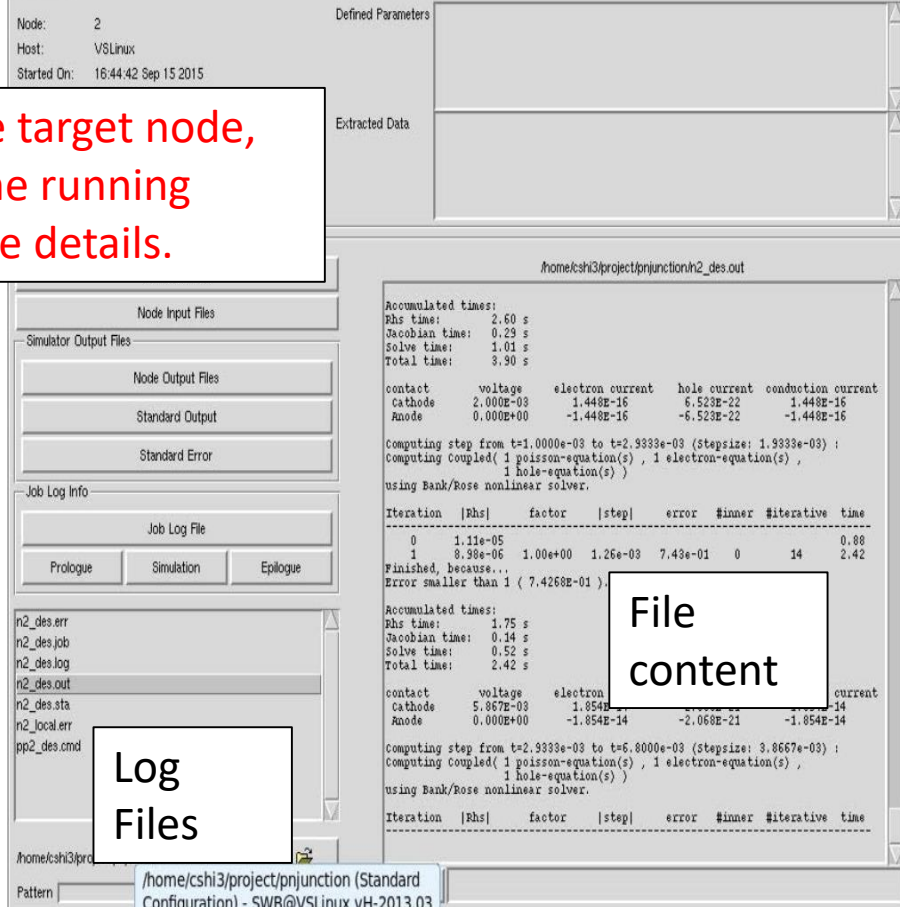 Node: 2
Host: VSLinux
Started On: 16:44:42 Sep 15 2015
Defined Parameters
Extracted Data
e target node,
ne running
e details.
Node Input Files
Simulator Output Files
Node Output Files
Standard Output
Standard Error
Job Log Info
Job Log File
Prologue Simulation Epilogue
n2_des.err
n2_des.job
n2_des.log
n2_des.out
n2_des.sta
n2_local.err
pp2_des.cmd
Log
Files
/home/cshi3/pro
/home/cshi3/project/pnjunction (Standard
Configuration) - SWB@VSLinux vH-2013.03
Pattern
/home/cshi3/project/pnjunction/n2_des.out
Accumulated times:
Rhs time: 2.60 s
Jacobian time: 0.29 s
Solve time: 1.01 s
Total time: 3.90 s
contact voltage electron current hole current conduction current
Cathode 2.000E-03 1.448E-16 6.523E-22 1.448E-16
Anode 0.000E+00 -1.448E-16 -6.523E-22 -1.448E-16
Computing step from t=1.0000e-03 to t=2.9333e-03 (Stepsize: 1.9333e-03) :
Computing Coupled( 1 poisson-equation(s) , 1 electron-equation(s) ,
1 hole-equation(s) )
using Bank/Rose nonlinear solver.
Iteration |Rhs| factor |step| error #inner #iterative time
0 1.11e-05 0.88
1 8.98e-06 1.00e+00 1.26e-03 7.43e-01 0 14 2.42
Finished, because...
Error smaller than 1 ( 7.4268E-01 ).
Accumulated times:
Rhs time: 1.75 s
Jacobian time: 0.14 s
Solve time: 0.52 s
Total time: 2.42 s
File
content
contact voltage electron current
Cathode 5.867E-03 1.854E-14
Anode 0.000E+00 -1.854E-14 -2.068E-21 -1.854E-14
Computing step from t=2.9333e-03 to t=6.8000e-03 (Stepsize: 3.8667e-03) :
Computing Coupled( 1 poisson-equation(s) , 1 electron-equation(s) ,
1 hole-equation(s) )
using Bank/Rose nonlinear solver.
Iteration |Rhs| factor |step| error #inner #iterative time